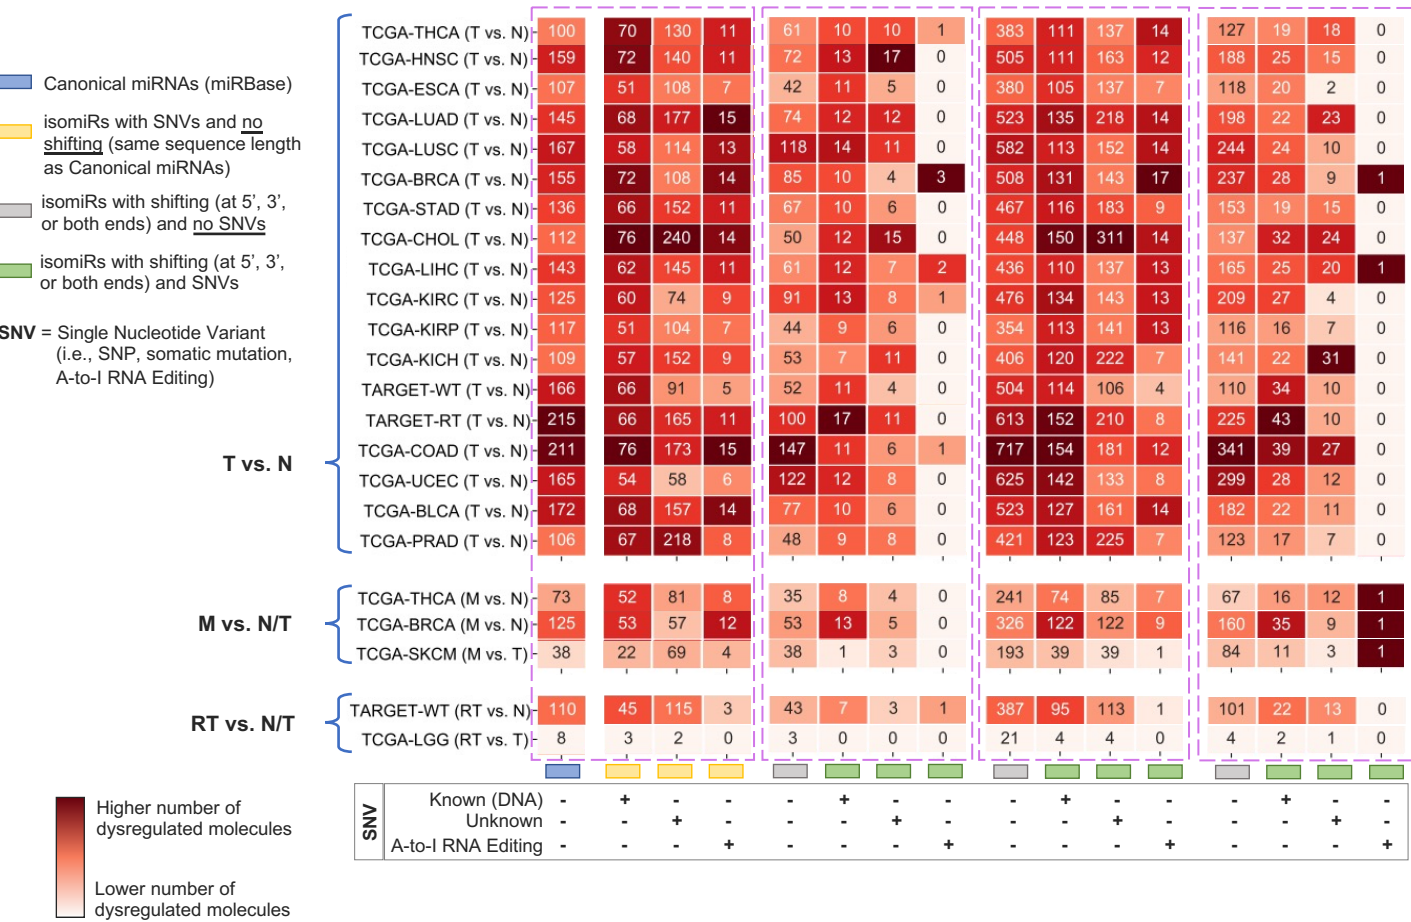 Canonical miRNAs (miRBase)
isomiRs with SNVs and no
shifting (same sequence length
as Canonical miRNAs)
isomiRs with shifting (at 5’, 3’,
or both ends) and no SNVs
isomiRs with shifting (at 5’, 3’,
or both ends) and SNVs
SNV = Single Nucleotide Variant
(i.e., SNP, somatic mutation,
A-to-I RNA Editing)
T vs. N
TCGA-THCA (T vs. N) 100 70 130 11 61 10 10 1 383 111 137 14 127 19 18 0
TCGA-HNSC (T vs. N) 159 72 140 11 72 13 17 0 505 111 163 12 188 25 15 0
TCGA-ESCA (T vs. N) 107 51 108 7 42 11 5 0 380 105 137 7 118 20 2 0
TCGA-LUAD (T vs. N) 145 68 177 15 74 12 12 0 523 135 218 14 198 22 23 0
TCGA-LUSC (T vs. N) 167 58 114 13 118 14 11 0 582 113 152 14 244 24 10 0
TCGA-BRCA (T vs. N) 155 72 108 14 85 10 4 3 508 131 143 17 237 28 9 1
TCGA-STAD (T vs. N) 136 66 152 11 67 10 6 0 467 116 183 9 153 19 15 0
TCGA-CHOL (T vs. N) 112 76 240 14 50 12 15 0 448 150 311 14 137 32 24 0
TCGA-LIHC (T vs. N) 143 62 145 11 61 12 7 2 436 110 137 13 165 25 20 1
TCGA-KIRC (T vs. N) 125 60 74 9 91 13 8 1 476 134 143 13 209 27 4 0
TCGA-KIRP (T vs. N) 117 51 104 7 44 9 6 0 354 113 141 13 116 16 7 0
TCGA-KICH (T vs. N) 109 57 152 9 53 7 11 0 406 120 222 7 141 22 31 0
TARGET-WT (T vs. N) 166 66 91 5 52 11 4 0 504 114 106 4 110 34 10 0
TARGET-RT (T vs. N) 215 66 165 11 100 17 11 0 613 152 210 8 225 43 10 0
TCGA-COAD (T vs. N) 211 76 173 15 147 11 6 1 717 154 181 12 341 39 27 0
TCGA-UCEC (T vs. N) 165 54 58 6 122 12 8 0 625 142 133 8 299 28 12 0
TCGA-BLCA (T vs. N) 172 68 157 14 77 10 6 0 523 127 161 14 182 22 11 0
TCGA-PRAD (T vs. N) 106 67 218 8 48 9 8 0 421 123 225 7 123 17 7 0
M vs. N/T
TCGA-THCA (M vs. N) 73 52 81 8 35 8 4 0 241 74 85 7 67 16 12 1
TCGA-BRCA (M vs. N) 125 53 57 12 53 13 5 0 326 122 122 9 160 35 9 1
TCGA-SKCM (M vs. T) 38 22 69 4 38 1 3 0 193 39 39 1 84 11 3 1
RT vs. N/T
TARGET-WT (RT vs. N) 110 45 115 3 43 7 3 1 387 95 113 1 101 22 13 0
TCGA-LGG (RT vs. T) 8 3 2 0 3 0 0 0 21 4 4 0 4 2 1 0
Higher number of
dysregulated molecules
Lower number of
dysregulated molecules
SNV
Known (DNA) - + - - - + - - - + - - - + - -
Unknown - - + - - - + - - - + - - - + -
A-to-I RNA Editing - - - + - - - + - - - + - - - +